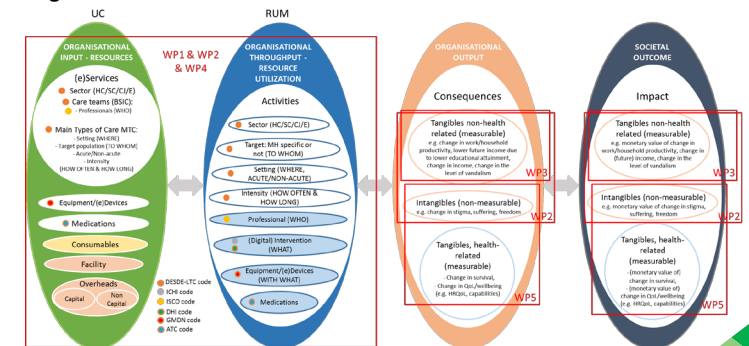 UC
ORGANISATIONAL
INPUT - RESOURCES
(e)Services
Sector (HC/SC/CJ/E)
Care teams (BSIC):
- Professionals (WHO)
Main Types of Care MTC:
- Setting (WHERE)
- Target population (TO WHOM)
- Acute/Non-acute
- Intensity
(HOW OFTEN & HOW LONG)
Equipment/(e)Devices
Medications
Consumables
Facility
Overheads
Capital
Non
Capital
WP1 & WP2
& WP4
DESDE-LTC code
ICHI code
ISCO code
DHI code
GMDN code
ATC code
RUM
ORGANISATIONAL
THROUGHPUT -
RESOURCE
UTILIZATION
Activities
Sector (HC/SC/CJ/E)
Target: MH specific or
not (TO WHOM)
Setting (WHERE,
ACUTE/NON-ACUTE)
Intensity (HOW OFTEN &
HOW LONG)
Professional (WHO)
(Digital) Intervention
(WHAT)
Equipment/(e)Devices
(WITH WHAT)
Medications
ORGANISATIONAL
OUTPUT
Consequences
Tangibles non-health
related (measurable)
e.g. change in work/household
productivity, lower future income due
to lower educational attainment,
change in income, change in the
level of vandalism
WP3
Intangibles (non-measurable)
e.g. change in stigma, suffering, freedom
WP2
Tangibles, health-
related
(measurable)
- Change in survival,
- Change in QoL/wellbeing
(e.g. HRQoL, capabilities)
WP5
SOCIETAL
OUTCOME
Impact
Tangibles non-health
related (measurable)
e.g. monetary value of change in
work/household productivity, change in
(future) income, change in the
level of vandalism
WP3
Intangibles (non-measurable)
e.g. monetary value of change in stigma,
suffering, freedom
WP2
Tangibles, health-
related (measurable)
- (monetary value of)
change in survival,
- (monetary value of)
change in QoL/wellbeing
(e.g. HRQoL, capabilities)
WP5